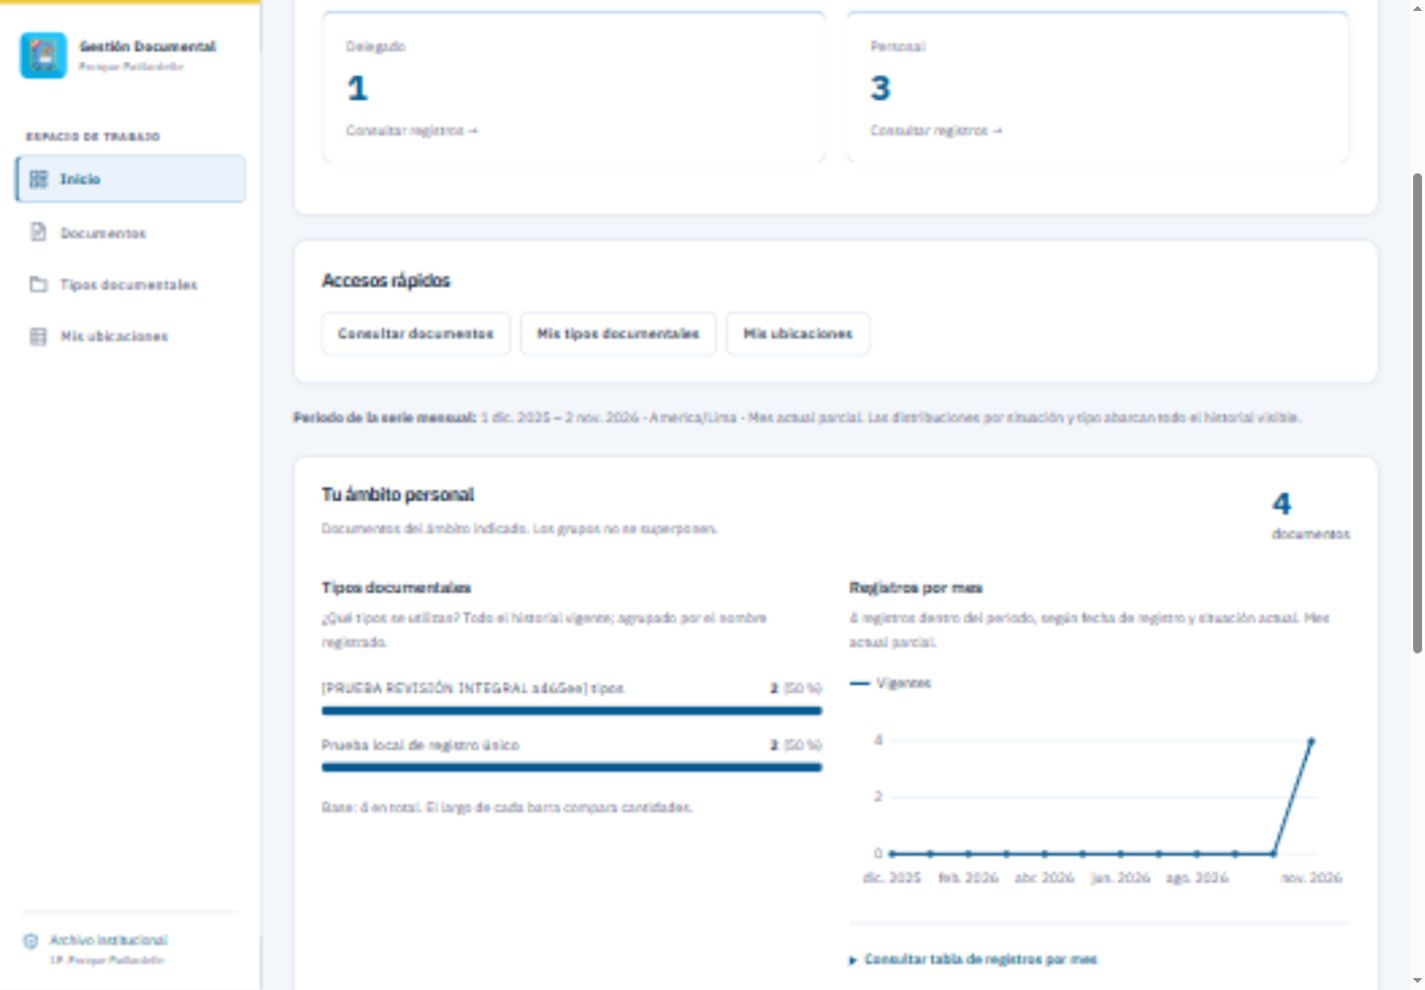 Gestión Documental
Enrique Paillardelle
ESPACIO DE TRABAJO
Inicio
Documentos
Tipos documentales
Mis ubicaciones
Archivo institucional
I.P. Enrique Paillardelle
Delegado
1
Consultar registros →
Personal
3
Consultar registros →
Accesos rápidos
Consultar documentos
Mis tipos documentales
Mis ubicaciones
Periodo de la serie mensual: 1 dic. 2025 – 2 nov. 2026 · America/Lima · Mes actual parcial. Las distribuciones por situación y tipo abarcan todo el historial visible.
Tu ámbito personal
Documentos del ámbito indicado. Los grupos no se superponen.
4
documentos
Tipos documentales
¿Qué tipos se utilizan? Todo el historial vigente; agrupado por el nombre
registrado.
[PRUEBA REVISIÓN INTEGRAL] tipos
2 (50 %)
Prueba local de registro único
2 (50 %)
Base: 4 en total. El largo de cada barra compara cantidades.
Registros por mes
4 registros dentro del periodo, según fecha de registro y situación actual. Mes
actual parcial.
Vigentes
4
2
0
dic. 2025 feb. 2026 abr. 2026 jun. 2026 ago. 2026 nov. 2026
▸ Consultar tabla de registros por mes